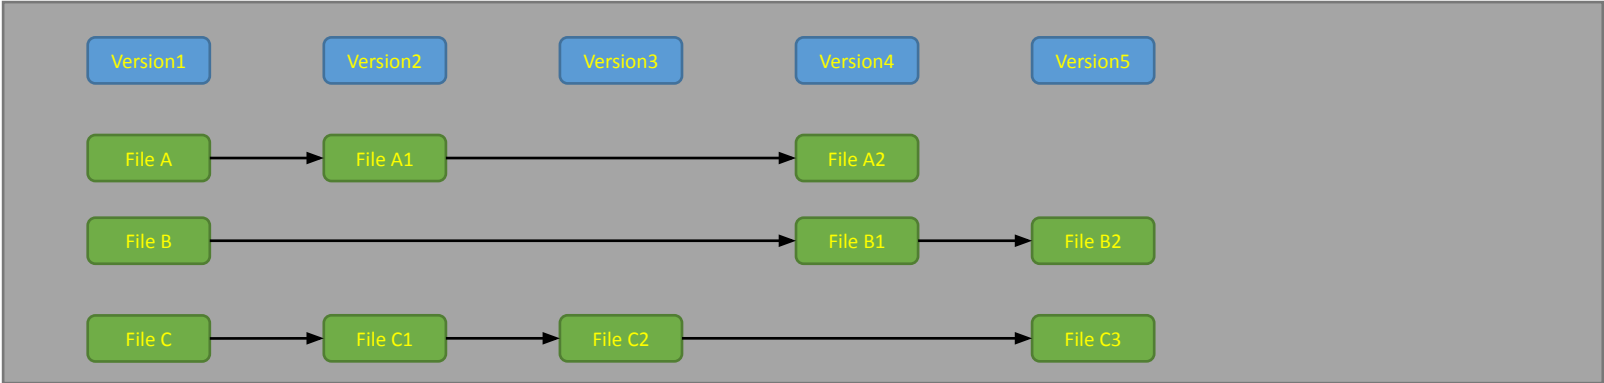 Version1 Version2 Version3 Version4 Version5
File A File A1 File A2
File B File B1 File B2
File C File C1 File C2 File C3